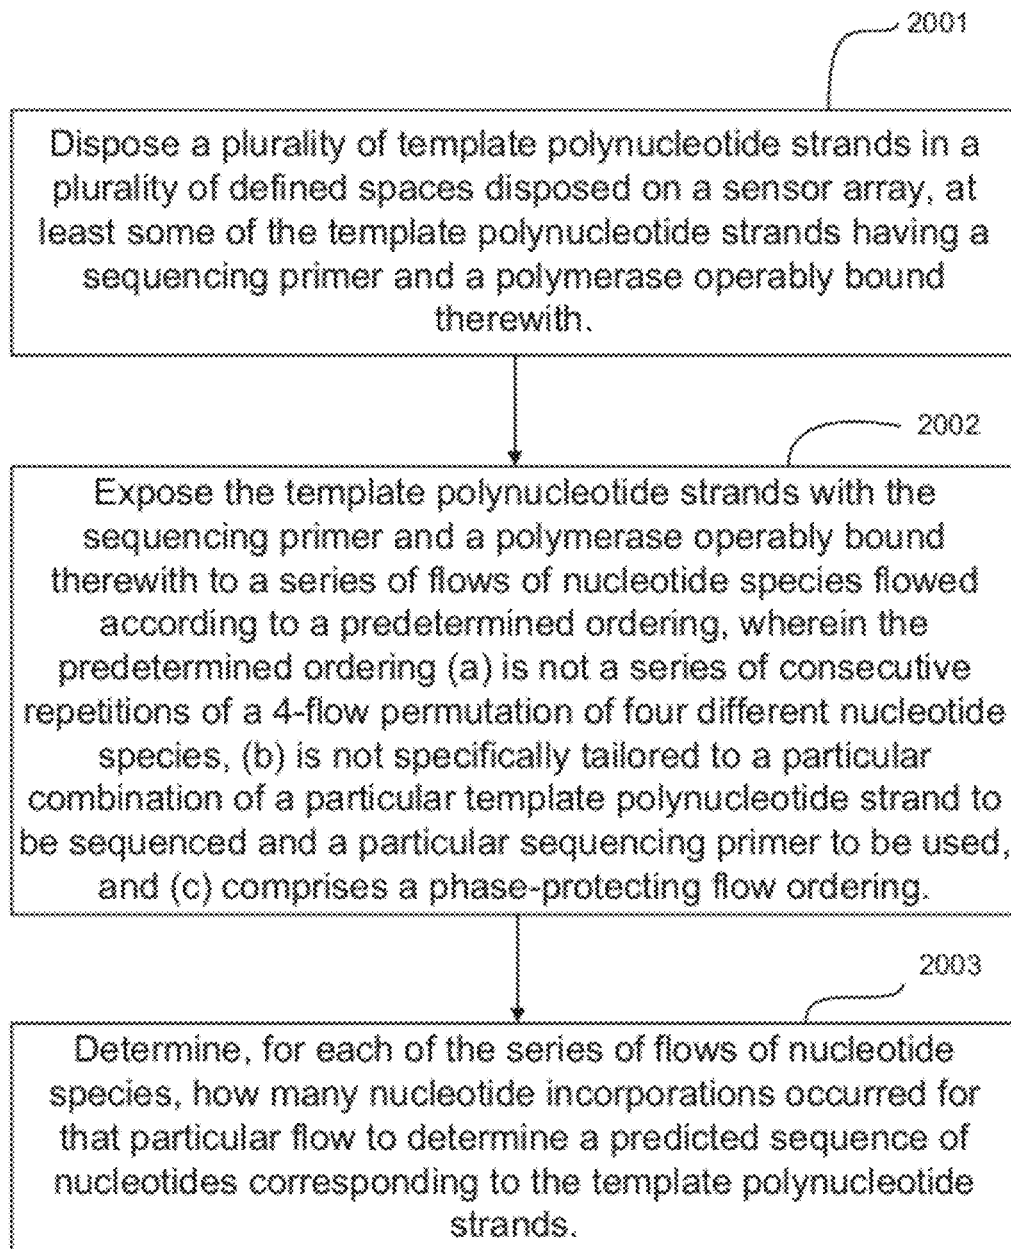 2001
Dispose a plurality of template polynucleotide strands in a
plurality of defined spaces disposed on a sensor array, at
least some of the template polynucleotide strands having a
sequencing primer and a polymerase operably bound
therewith.
2002
Expose the template polynucleotide strands with the
sequencing primer and a polymerase operably bound
therewith to a series of flows of nucleotide species flowed
according to a predetermined ordering, wherein the
predetermined ordering (a) is not a series of consecutive
repetitions of a 4-flow permutation of four different nucleotide
species, (b) is not specifically tailored to a particular
combination of a particular template polynucleotide strand to
be sequenced and a particular sequencing primer to be used,
and (c) comprises a phase-protecting flow ordering.
2003
Determine, for each of the series of flows of nucleotide
species, how many nucleotide incorporations occurred for
that particular flow to determine a predicted sequence of
nucleotides corresponding to the template polynucleotide
strands.